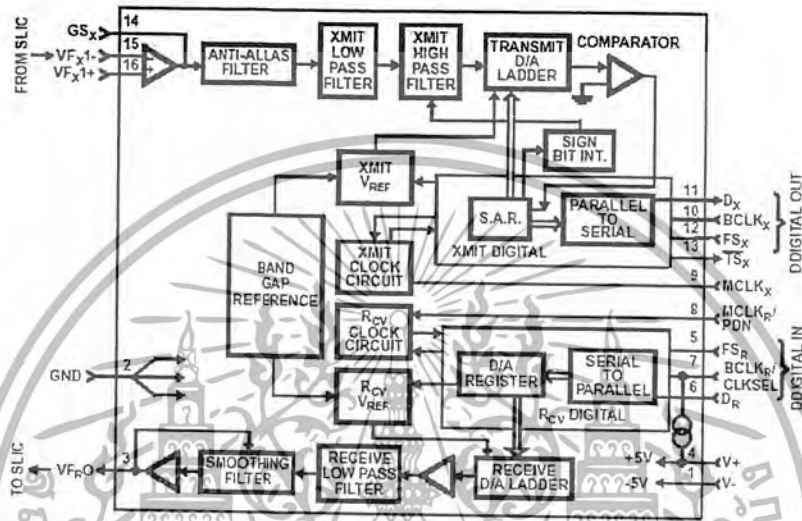 FROM SLIC
GSX
14
VFX1-
15
VFX1+
16
ANTI-ALLAS
FILTER
XMIT
LOW
PASS
FILTER
XMIT
HIGH
PASS
FILTER
TRANSMIT
D/A
LADDER
COMPARATOR
SIGN
BIT INT.
XMIT
VREF
S.A.R.
PARALLEL
TO
SERIAL
XMIT DIGITAL
11
DX
10
BCLKX
12
FSX
13
TSX
DDIGITAL OUT
BAND
GAP
REFERENCE
XMIT
CLOCK
CIRCUIT
9
MCLKX
RCV
CLOCK
CIRCUIT
8
MCLKR/
PDN
5
FSR
7
BCLKR/
CLKSEL
6
DR
DDIGITAL IN
D/A
REGISTER
SERIAL
TO
PARALLEL
RCV DIGITAL
GND
2
RCV
VREF
TO SLIC
VFRO
3
SMOOTHING
FILTER
RECEIVE
LOW PASS
FILTER
RECEIVE
D/A LADDER
+5V
4
V+
-5V
1
V-